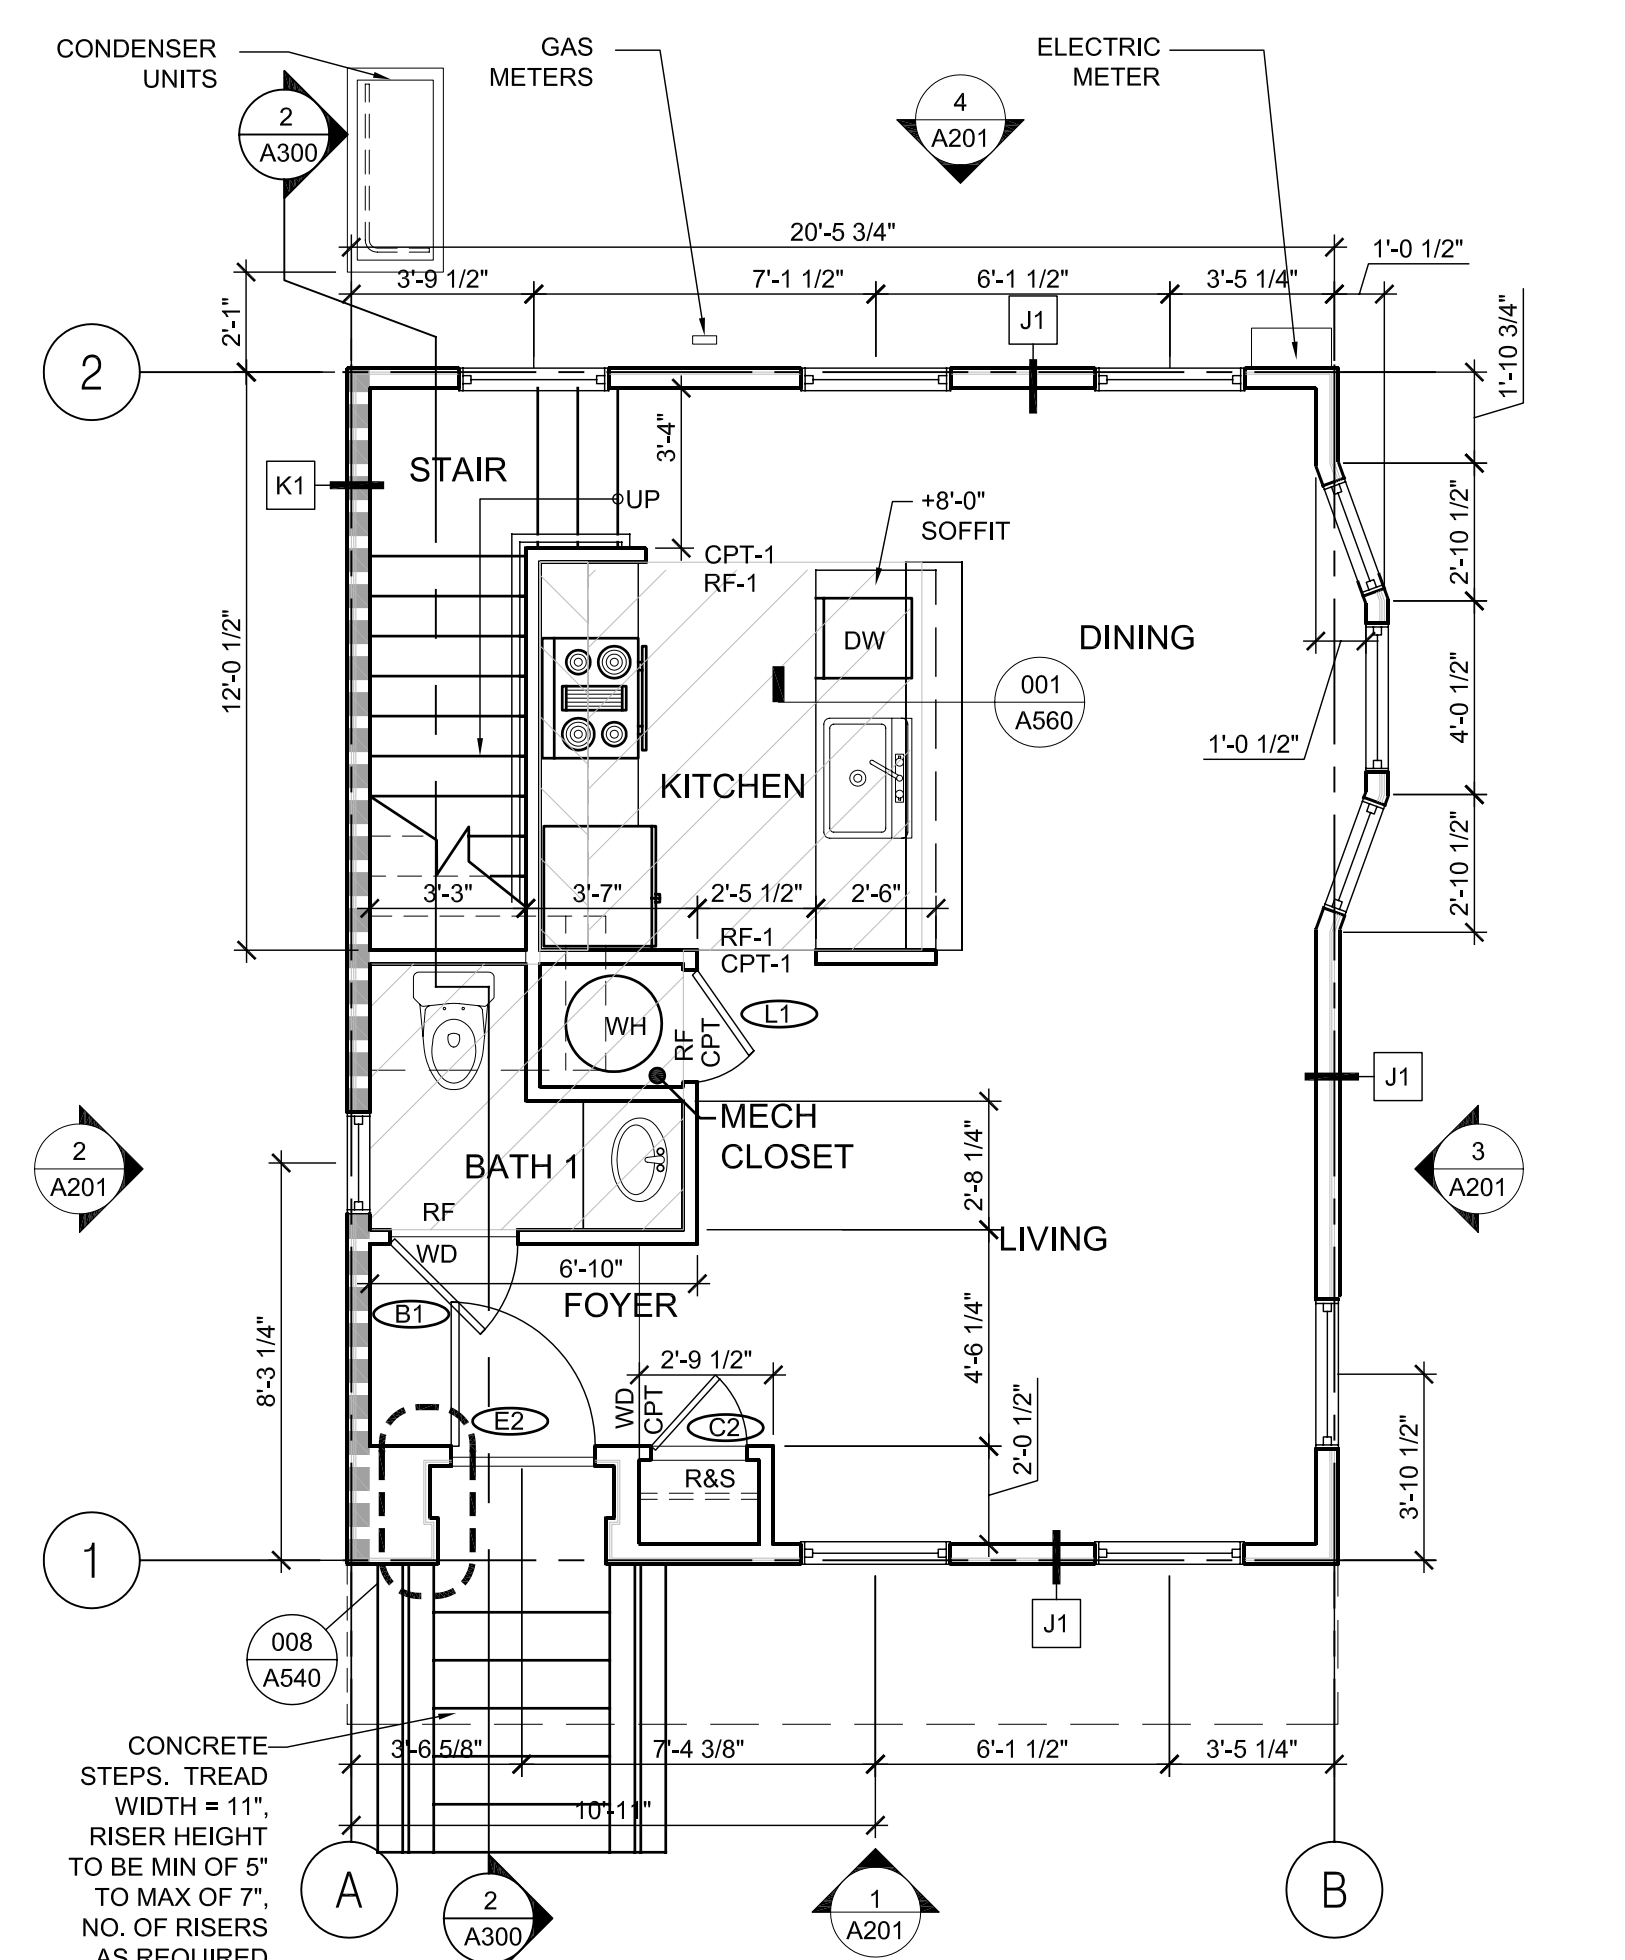 CONDENSER
UNITS
GAS
METERS
ELECTRIC
METER
2
A300
4
A201
20'-5 3/4"
1'-0 1/2"
3'-9 1/2"
7'-1 1/2"
6'-1 1/2"
3'-5 1/4"
2'-1"
J1
1'-10 3/4"
2
3'-4"
STAIR
K1
UP
+8'-0"
SOFFIT
2'-10 1/2"
CPT-1
RF-1
DW
DINING
12'-0 1/2"
001
A560
4'-0 1/2"
1'-0 1/2"
KITCHEN
2'-10 1/2"
3'-3"
3'-7"
2'-5 1/2"
2'-6"
RF-1
CPT-1
L1
WH
RF
CPT
J1
MECH
CLOSET
2
A201
3
A201
BATH 1
2'-8 1/4"
RF
WD
LIVING
6'-10"
FOYER
B1
8'-3 1/4"
4'-6 1/4"
2'-9 1/2"
WD
CPT
E2
C2
2'-0 1/2"
R&S
3'-10 1/2"
1
J1
008
A540
CONCRETE
STEPS. TREAD
WIDTH = 11",
RISER HEIGHT
TO BE MIN OF 5"
TO MAX OF 7",
NO. OF RISERS
AS REQUIRED
3'-6 5/8"
7'-4 3/8"
6'-1 1/2"
3'-5 1/4"
10'-11"
A
2
A300
1
A201
B